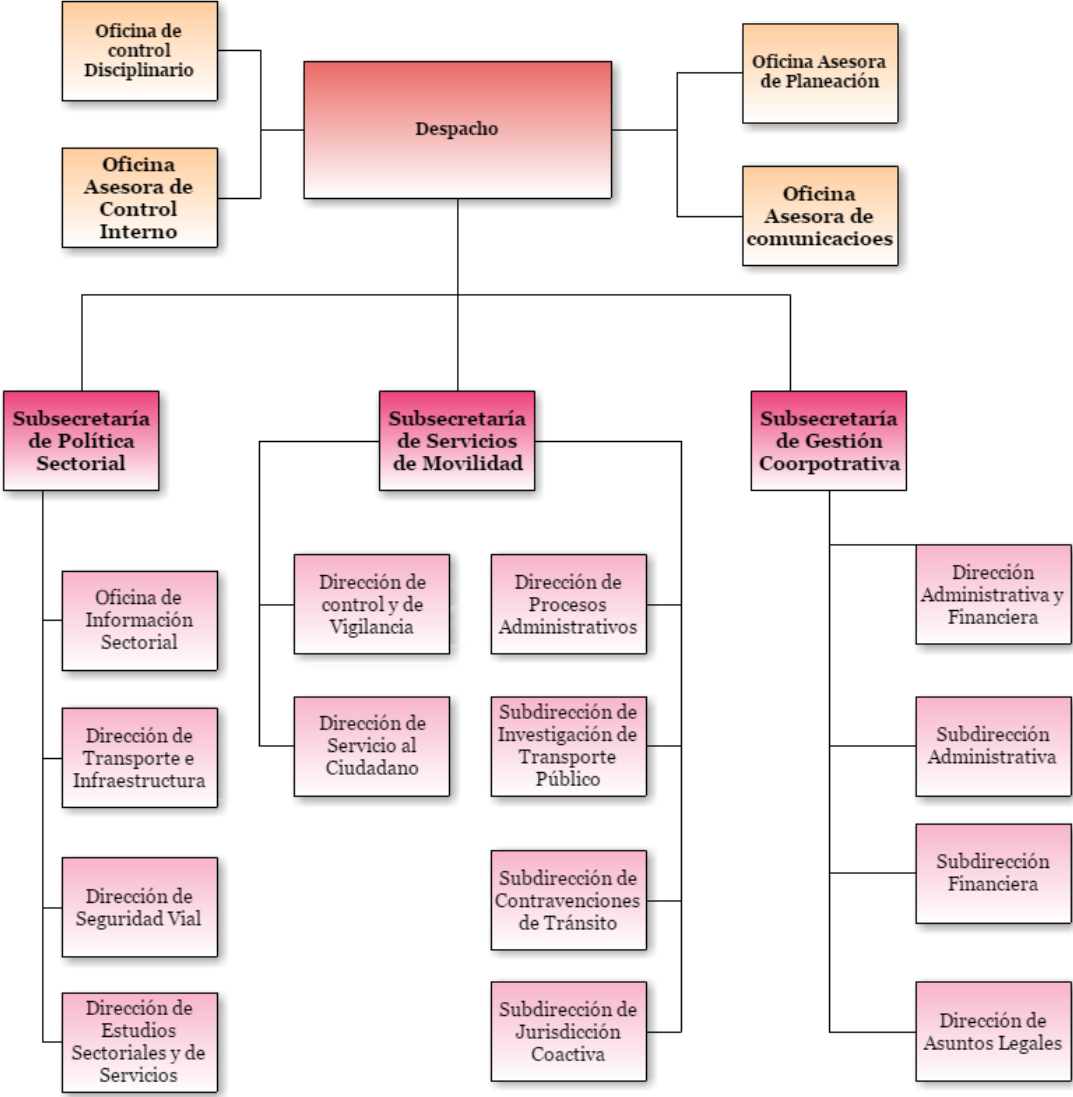 Oficina de
control
Disciplinario
Oficina Asesora
de Planeación
Despacho
Oficina
Asesora de
Control
Interno
Oficina
Asesora de
comunicacioes
Subsecretaría
de Política
Sectorial
Subsecretaría
de Servicios
de Movilidad
Subsecretaría
de Gestión
Coorpotrativa
Oficina de
Información
Sectorial
Dirección de
Transporte e
Infraestructura
Dirección de
Seguridad Vial
Dirección de
Estudios
Sectoriales y de
Servicios
Dirección de
control y de
Vigilancia
Dirección de
Servicio al
Ciudadano
Dirección de
Procesos
Administrativos
Subdirección de
Investigación de
Transporte
Público
Subdirección de
Contravenciones
de Tránsito
Subdirección de
Jurisdicción
Coactiva
Dirección
Administrativa y
Financiera
Subdirección
Administrativa
Subdirección
Financiera
Dirección de
Asuntos Legales